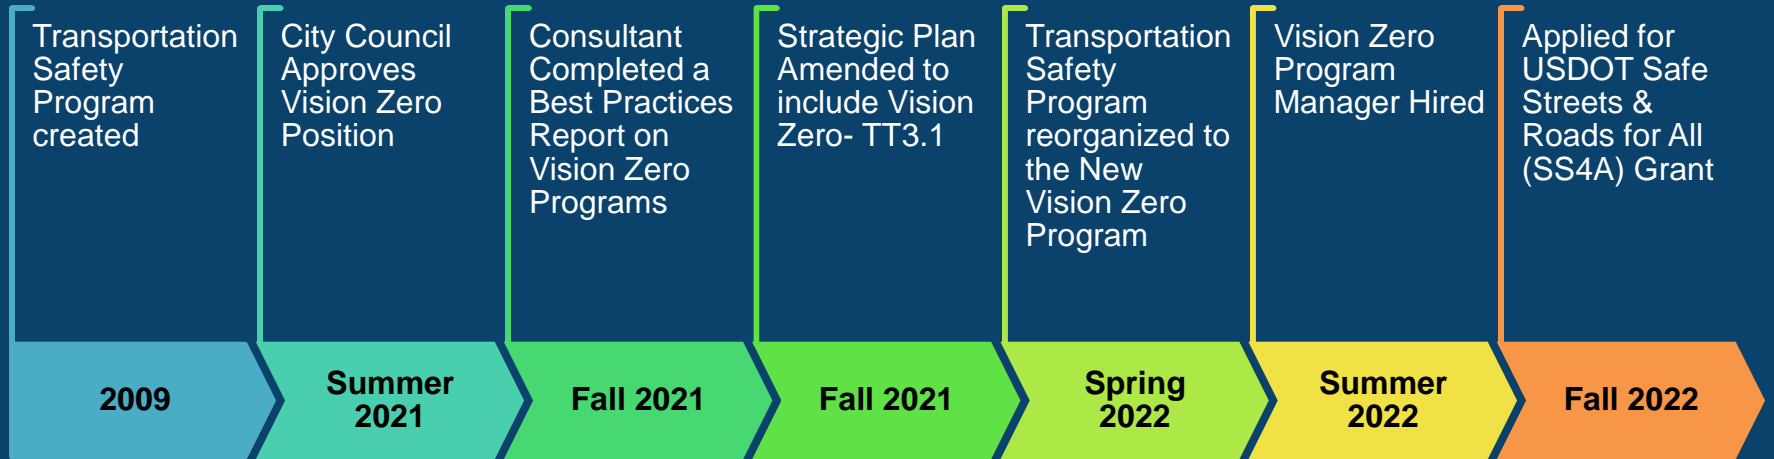 Transportation
Safety
Program
created
City Council
Approves
Vision Zero
Position
Consultant
Completed a
Best Practices
Report on
Vision Zero
Programs
Strategic Plan
Amended to
include Vision
Zero- TT3.1
Transportation
Safety
Program
reorganized to
the New
Vision Zero
Program
Vision Zero
Program
Manager Hired
Applied for
USDOT Safe
Streets &
Roads for All
(SS4A) Grant
2009
Summer
2021
Fall 2021
Fall 2021
Spring
2022
Summer
2022
Fall 2022